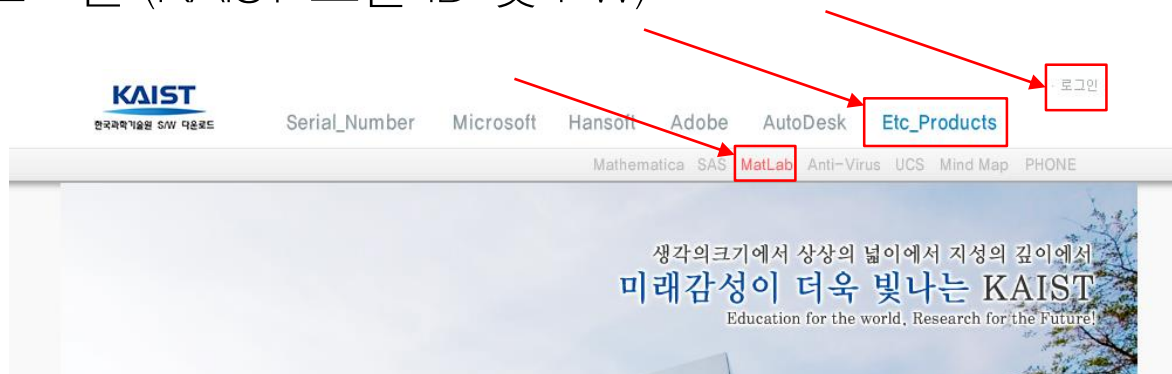 (KAIST ID 및
로그인
KAIST
한국과학기술원 S/W 다운로드
Serial_Number Microsoft Hansoft Adobe AutoDesk Etc_Products
Mathematica SAS MatLab Anti-Virus UCS Mind Map PHONE
생각의크기에서 상상의 넓이에서 지성의 깊이에서
미래감성이 더욱 빛나는 KAIST
Education for the world, Research for the Future!